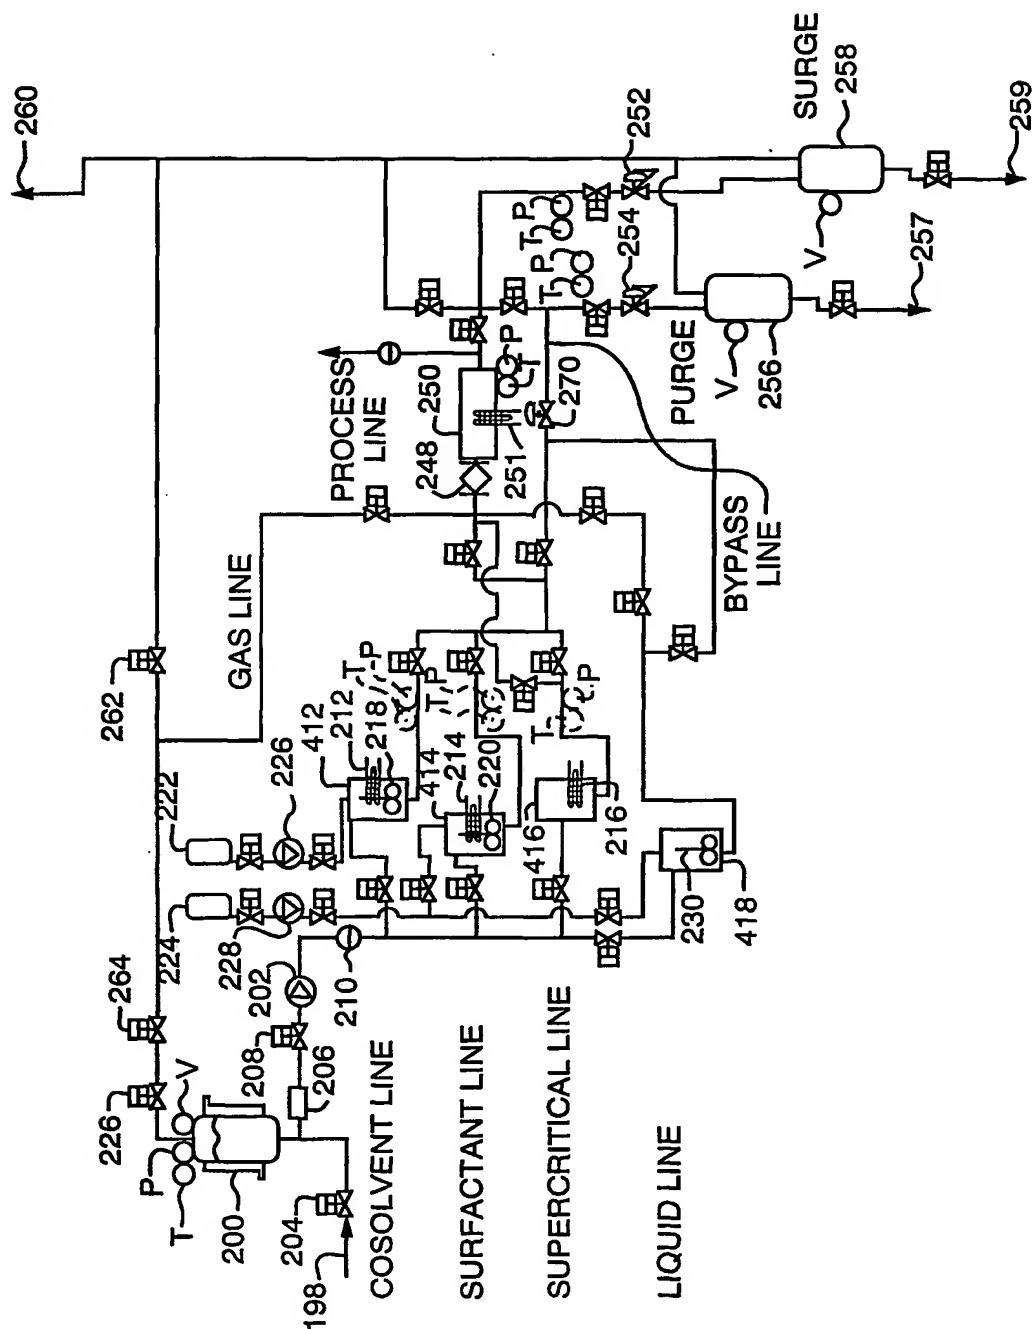 260
262
264
226
V
P
T
200
204
198
208
206
202
210
222
224
226
228
GAS LINE
PROCESS LINE
COSOLVENT LINE
SURFACTANT LINE
SUPERCRITICAL LINE
LIQUID LINE
412
212
218
T
P
414
214
220
T
P
416
216
T
P
230
418
248
250
251
T
P
270
BYPASS LINE
T
P
T
P
252
254
PURGE
V
256
257
SURGE
258
V
259